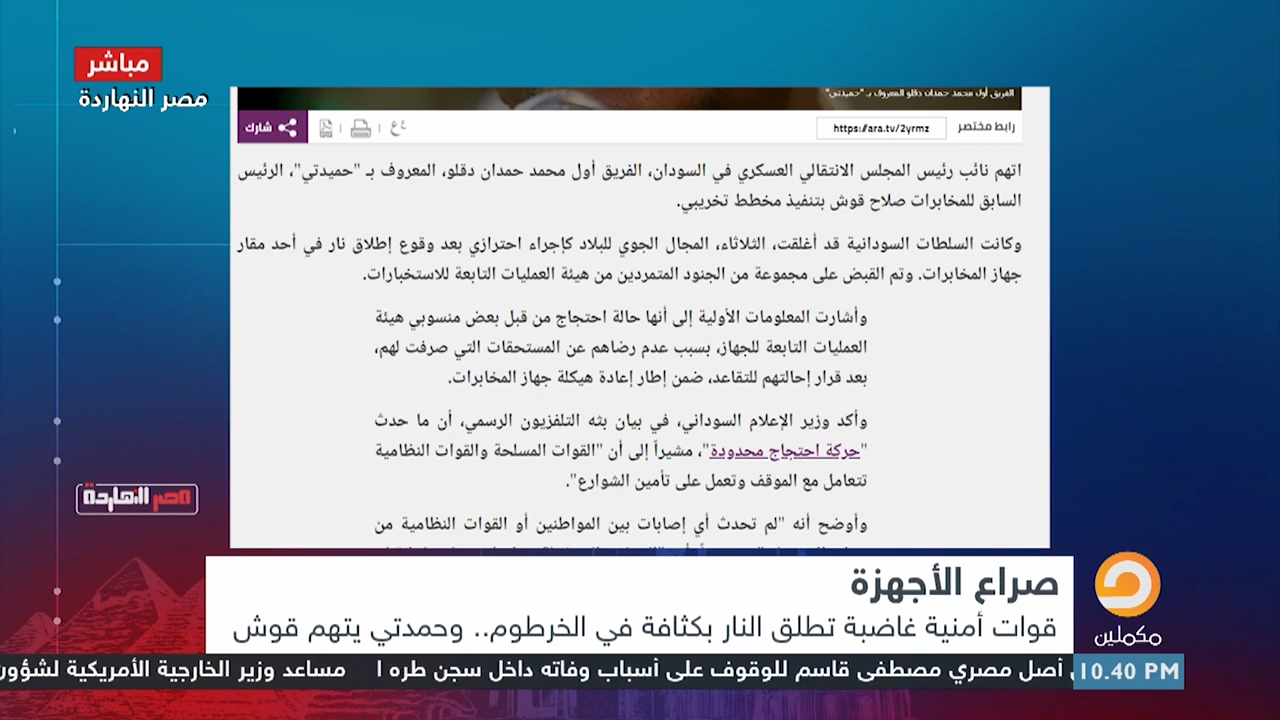 مباشر
مصر النهاردة
الفريق أول محمد حمدان دقلو المعروف بـ "حميدتي"
رابط مختصر
https://ara.tv/2yrmz
شارك
اتهم نائب رئيس المجلس الانتقالي العسكري في السودان، الفريق أول محمد حمدان دقلو، المعروف بـ "حميدتي"، الرئيس
السابق للمخابرات صلاح قوش بتنفيذ مخطط تخريبي.
وكانت السلطات السودانية قد أغلقت، الثلاثاء، المجال الجوي للبلاد كإجراء احترازي بعد وقوع إطلاق نار في أحد مقار
جهاز المخابرات. وتم القبض على مجموعة من الجنود المتمردين من هيئة العمليات التابعة للاستخبارات.
وأشارت المعلومات الأولية إلى أنها حالة احتجاج من قبل بعض منسوبي هيئة
العمليات التابعة للجهاز، بسبب عدم رضاهم عن المستحقات التي صرفت لهم،
بعد قرار إحالتهم للتقاعد، ضمن إطار إعادة هيكلة جهاز المخابرات.
وأكد وزير الإعلام السوداني، في بيان بثه التلفزيون الرسمي، أن ما حدث
"حركة احتجاج محدودة"، مشيراً إلى أن "القوات المسلحة والقوات النظامية
تتعامل مع الموقف وتعمل على تأمين الشوارع".
وأوضح أنه "لم تحدث أي إصابات بين المواطنين أو القوات النظامية من
مصر النهاردة
صراع الأجهزة
قوات أمنية غاضبة تطلق النار بكثافة في الخرطوم.. وحمدتي يتهم قوش
مكملين
10.40 PM
أصل مصري مصطفى قاسم للوقوف على أسباب وفاته داخل سجن طره ا مساعد وزير الخارجية الأمريكية لشؤون